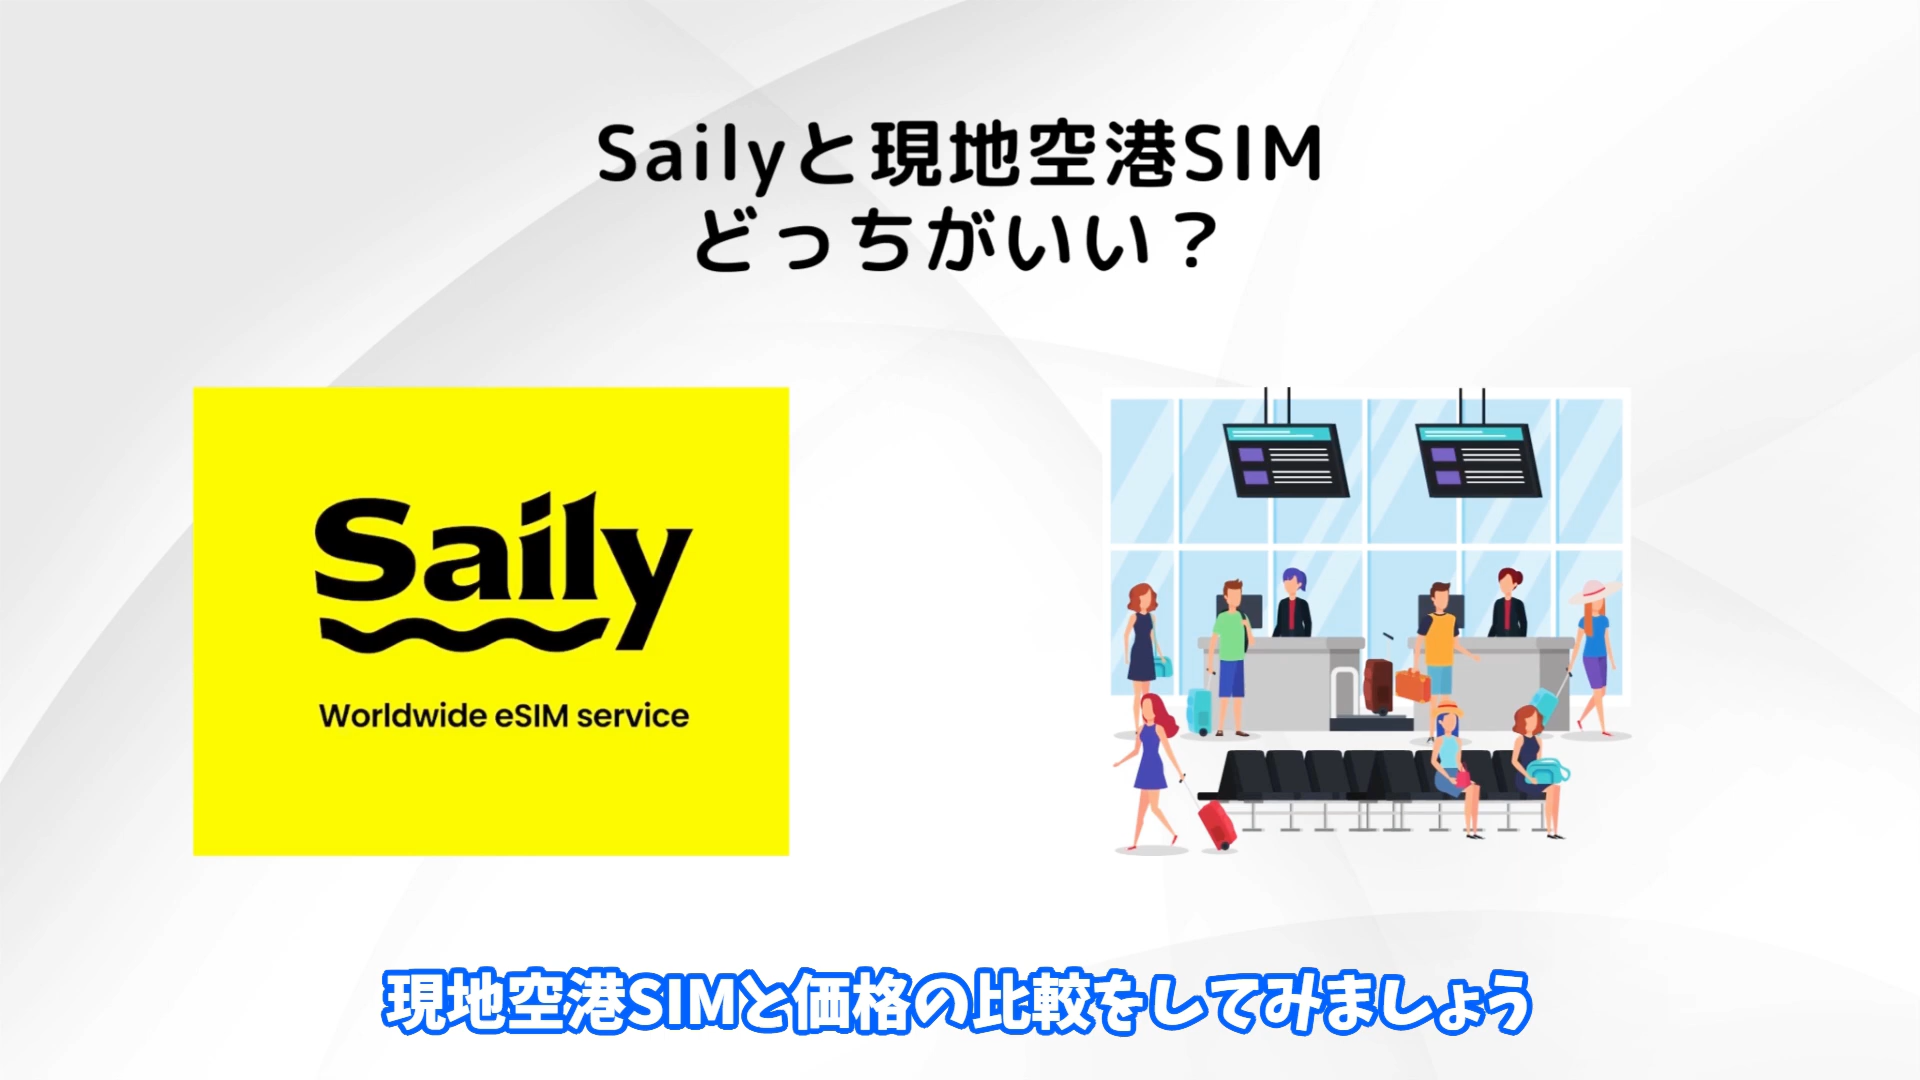 Sailyと現地空港SIM
どっちがいい？
Saily
Worldwide eSIM service
現地空港SIMと価格の比較をしてみましょう